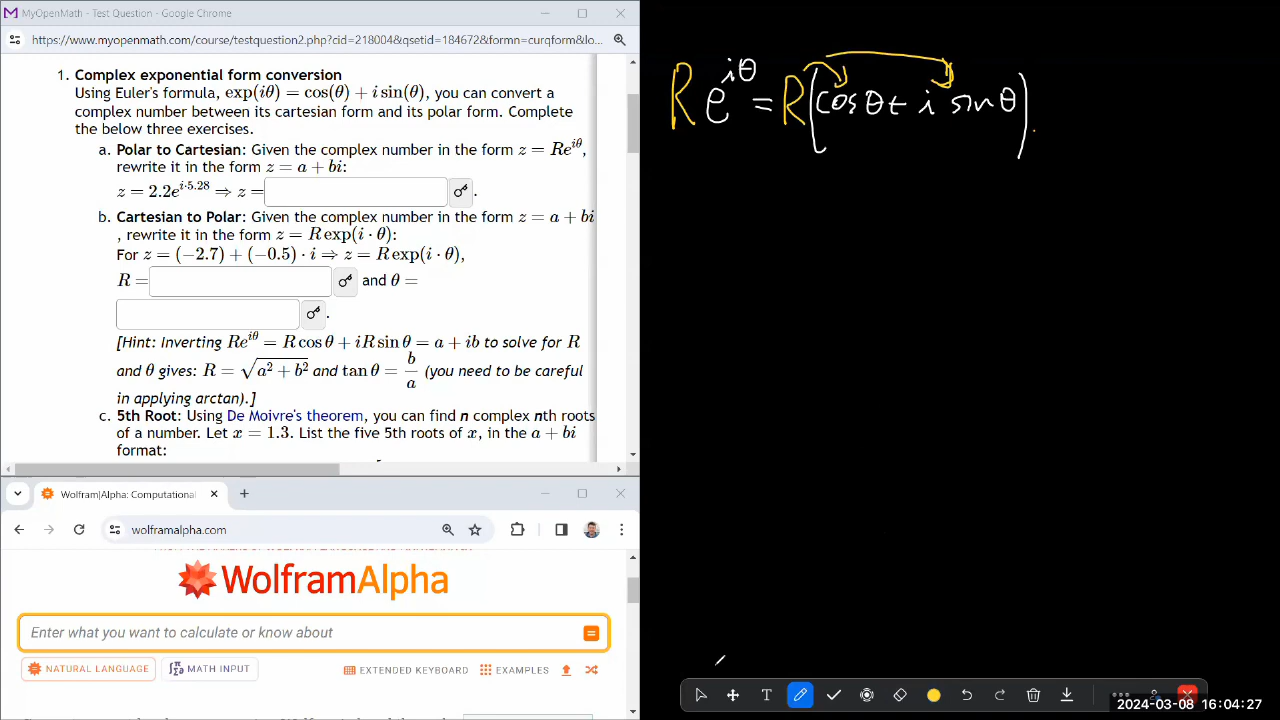 MyOpenMath - Test Question - Google Chrome
https://www.myopenmath.com/course/testquestion2.php?cid=218004&qsetid=184672&formn=curqform&lo...
1. Complex exponential form conversion
Using Euler's formula, exp(iθ) = cos(θ) + i sin(θ), you can convert a
complex number between its cartesian form and its polar form. Complete
the below three exercises.
a. Polar to Cartesian: Given the complex number in the form z = Re^{iθ},
rewrite it in the form z = a + bi:
z = 2.2e^{i·5.28} ⇒ z =
.
b. Cartesian to Polar: Given the complex number in the form z = a + bi
, rewrite it in the form z = R exp(i · θ):
For z = (−2.7) + (−0.5) · i ⇒ z = R exp(i · θ),
R = and θ =
.
[Hint: Inverting Re^{iθ} = R cos θ + iR sin θ = a + ib to solve for R
and θ gives: R = √(a² + b²) and tan θ = b/a (you need to be careful
in applying arctan).]
c. 5th Root: Using De Moivre's theorem, you can find n complex nth roots
of a number. Let x = 1.3. List the five 5th roots of x, in the a + bi
format:
Wolfram|Alpha: Computational
wolframalpha.com
WolframAlpha
Enter what you want to calculate or know about
NATURAL LANGUAGE
MATH INPUT
EXTENDED KEYBOARD
EXAMPLES
Re^{iθ} = R(cos θ + i sin θ)
2024-03-08 16:04:27